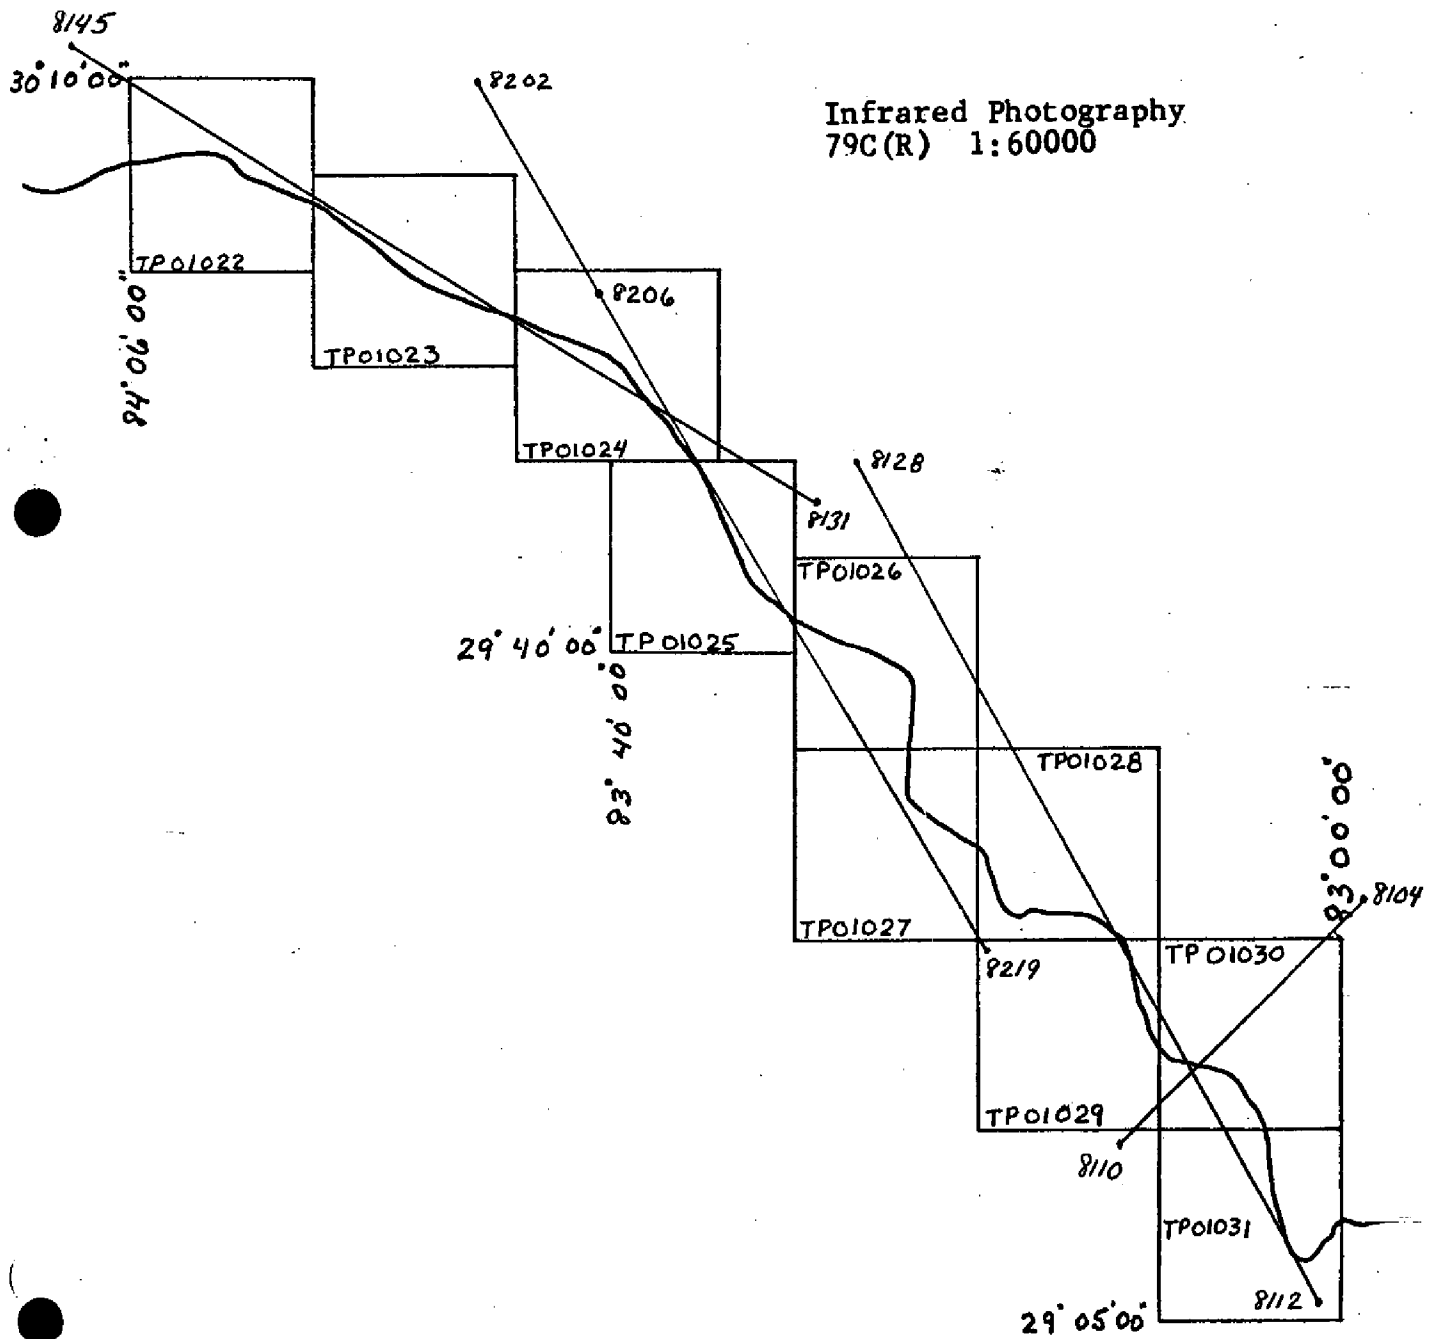 8145
30° 10' 00"
8202
Infrared Photography
79C(R) 1:60000
TP01022
8206
84° 06' 00"
TP01023
TP01024
8128
8131
TP01026
29° 40' 00"
TP01025
83° 40' 00"
TP01028
83° 00' 00"
8104
TP01027
TP01030
8219
TP01029
8110
TP01031
8112
29° 05' 00"